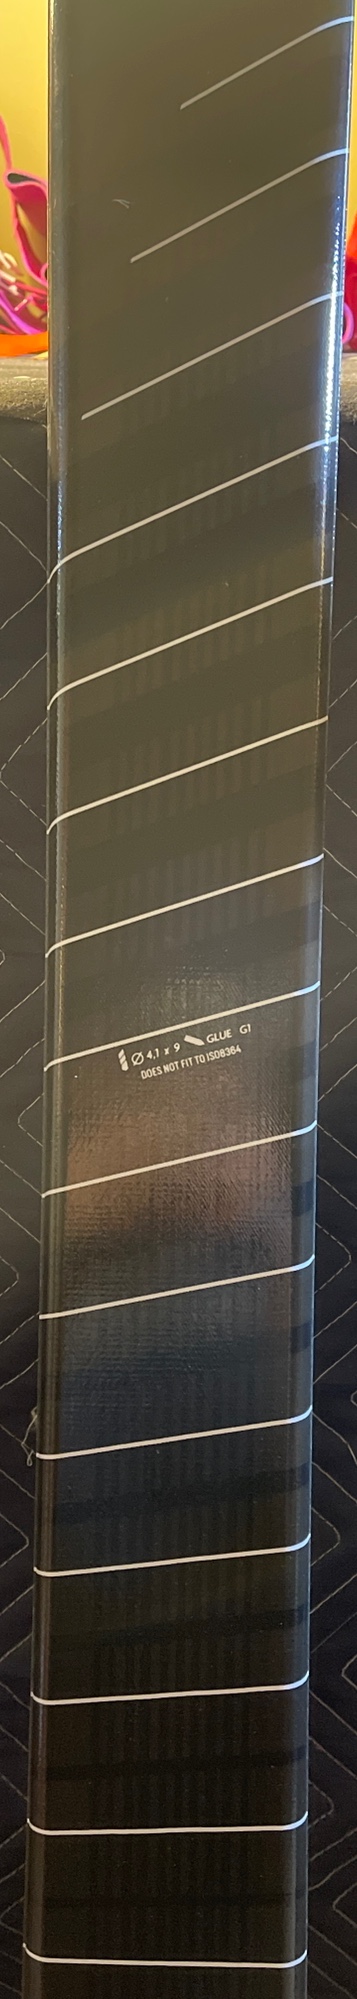 Ø 4,1 x 9 GLUE G1
DOES NOT FIT TO ISO8364